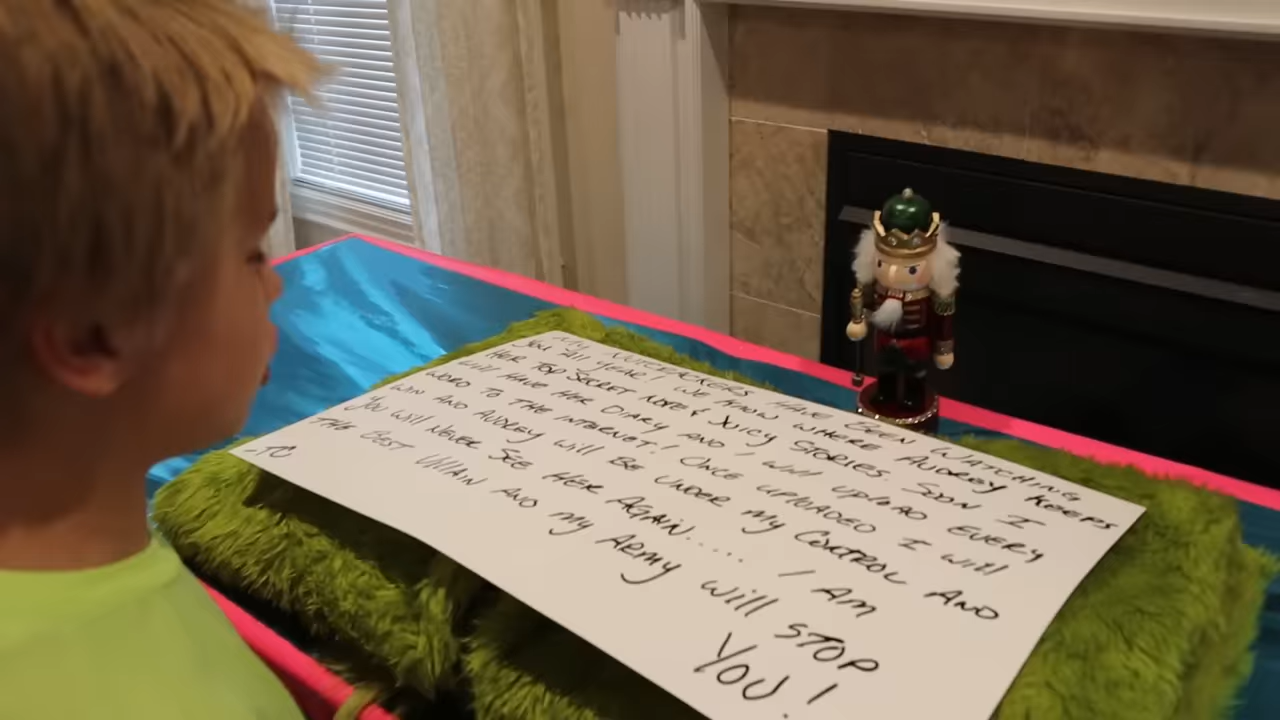 MY NUTCRACKERS HAVE BEEN WATCHING
YOU ALL YEAR! WE KNOW WHERE AUDREY KEEPS
HER TOP SECRET NOTE & JUICY STORIES. SOON I
WILL HAVE HER DIARY AND I WILL UPLOAD EVERY
WORD TO THE INTERNET! ONCE UPLOADED I WILL
WIN AND AUDREY WILL BE UNDER MY CONTROL AND
YOU WILL NEVER SEE HER AGAIN.... I AM
THE BEST VILLAIN AND MY ARMY WILL STOP
YOU!
-TC